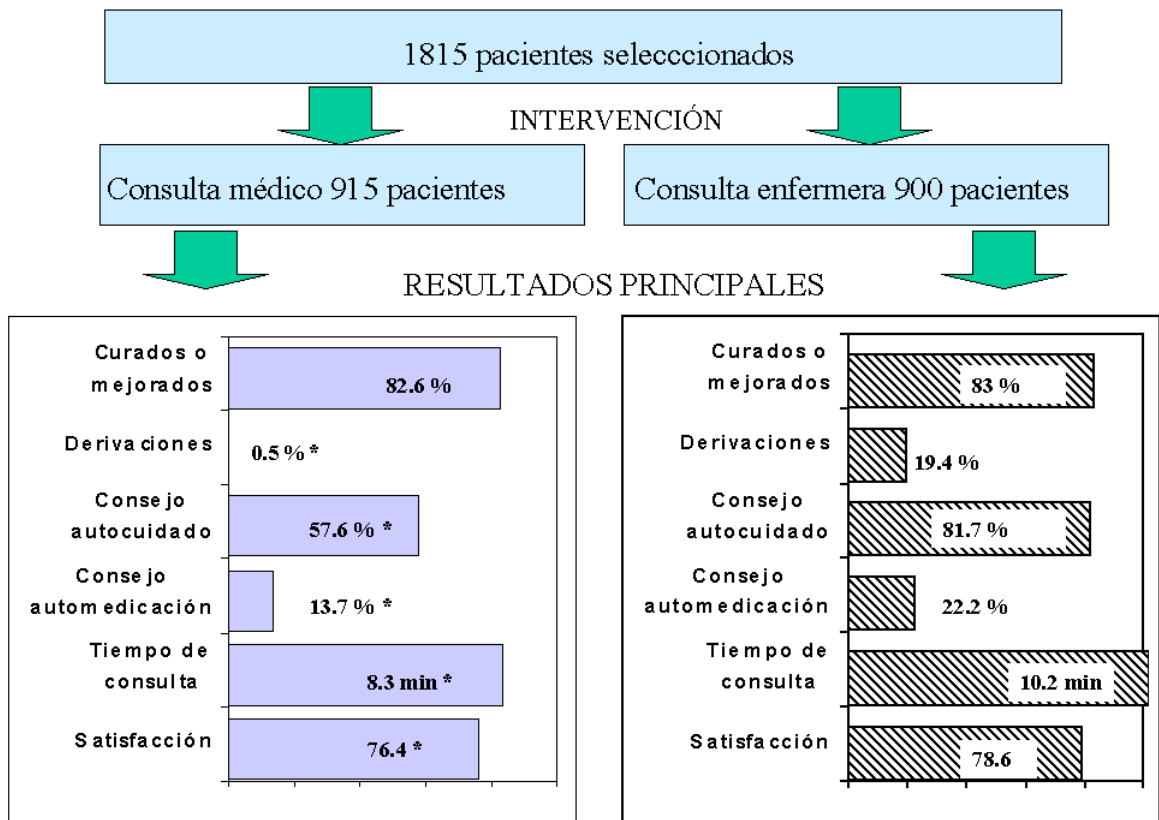 1815 pacientes selecccionados
INTERVENCIÓN
Consulta médico 915 pacientes
Consulta enfermera 900 pacientes
RESULTADOS PRINCIPALES
Curados o
mejorados
82.6 %
Derivaciones
0.5 % *
Consejo
autocuidado
57.6 % *
Consejo
automedicación
13.7 % *
Tiempo de
consulta
8.3 min *
Satisfacción
76.4 *
Curados o
mejorados
83 %
Derivaciones
19.4 %
Consejo
autocuidado
81.7 %
Consejo
automedicación
22.2 %
Tiempo de
consulta
10.2 min
Satisfacción
78.6